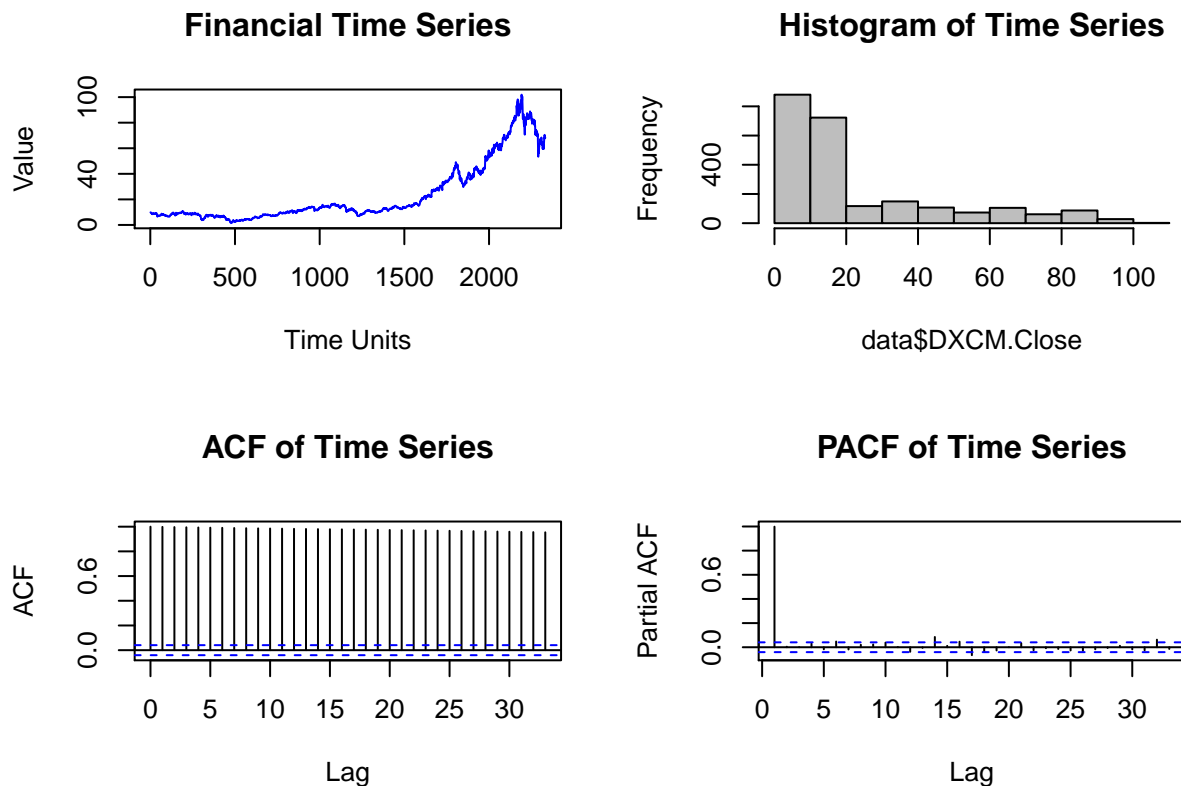 Financial Time Series
Value
0 40 100
0 500 1000 1500 2000
Time Units
Histogram of Time Series
Frequency
0 400
0 20 40 60 80 100
data$DXCM.Close
ACF of Time Series
ACF
0.0 0.6
0 5 10 15 20 25 30
Lag
PACF of Time Series
Partial ACF
0.0 0.6
0 5 10 15 20 25 30
Lag